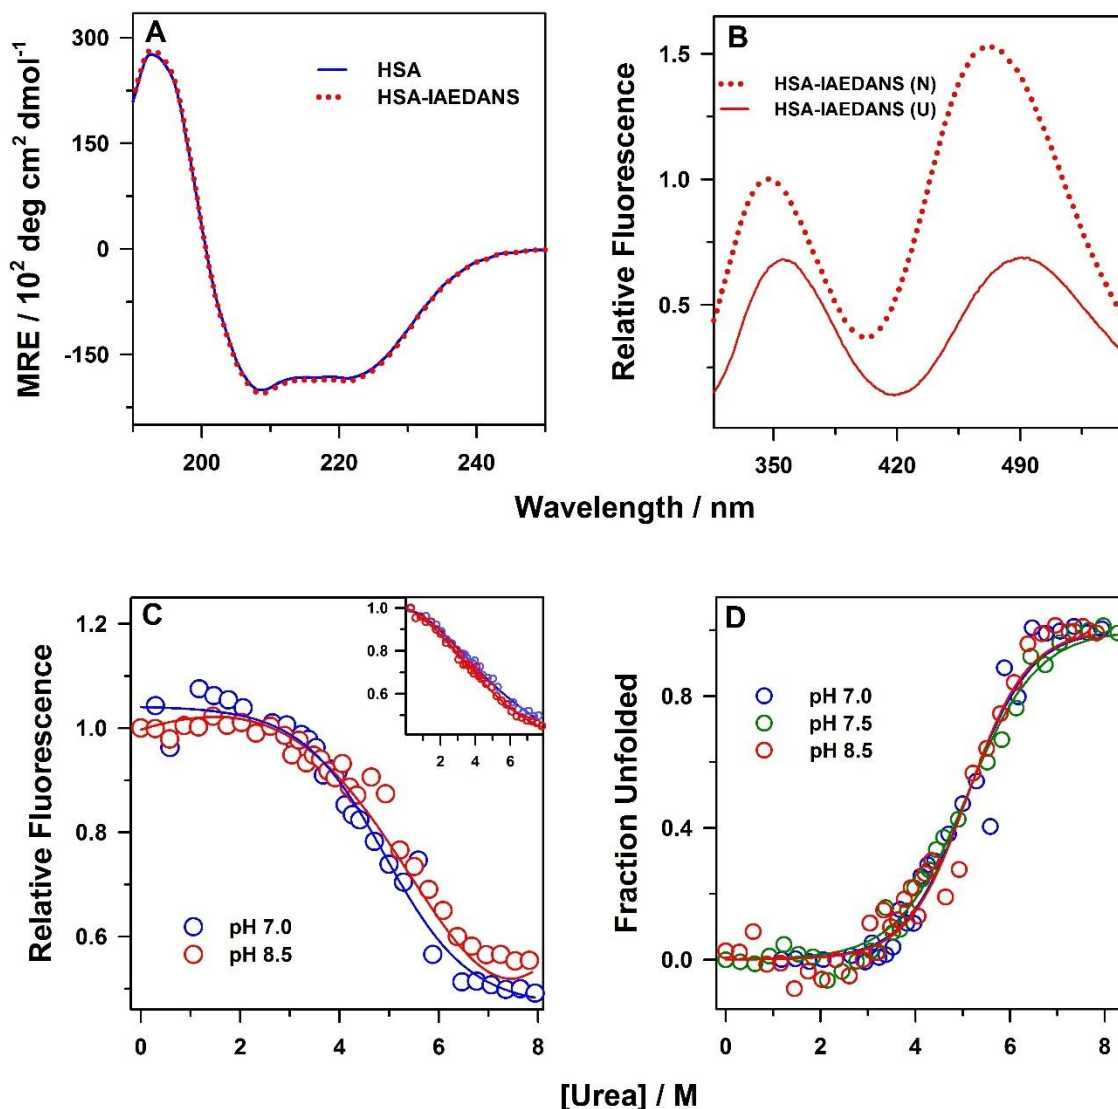 A
HSA
HSA-IAEDANS
MRE / 10² deg cm² dmol⁻¹
300
150
0
-150
200
220
240
B
HSA-IAEDANS (N)
HSA-IAEDANS (U)
Relative Fluorescence
1.5
1.0
0.5
350
420
490
Wavelength / nm
C
Relative Fluorescence
1.2
1.0
0.8
0.6
0
2
4
6
8
1.0
0.8
0.6
2
4
6
pH 7.0
pH 8.5
D
Fraction Unfolded
0.8
0.4
0.0
0
2
4
6
8
pH 7.0
pH 7.5
pH 8.5
[Urea] / M